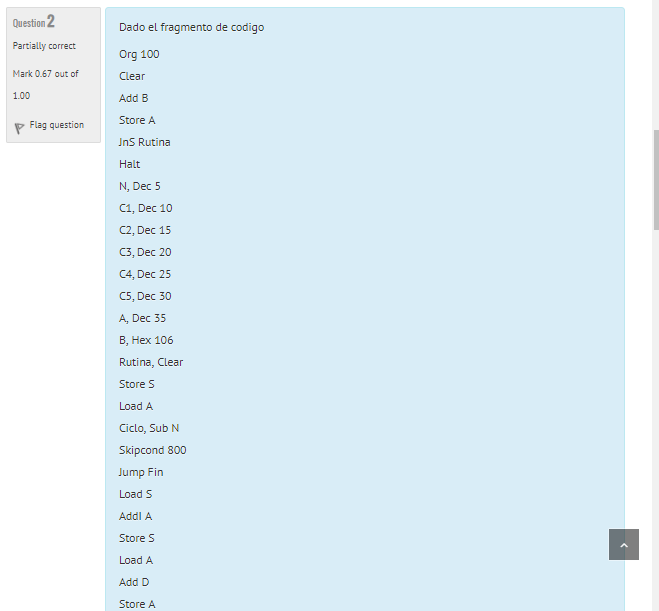 Question 2
Partially correct
Mark 0.67 out of
1.00
Flag question
Dado el fragmento de codigo
Org 100
Clear
Add B
Store A
JnS Rutina
Halt
N, Dec 5
C1, Dec 10
C2, Dec 15
C3, Dec 20
C4, Dec 25
C5, Dec 30
A, Dec 35
B, Hex 106
Rutina, Clear
Store S
Load A
Ciclo, Sub N
Skipcond 800
Jump Fin
Load S
AddI A
Store S
Load A
Add D
Store A